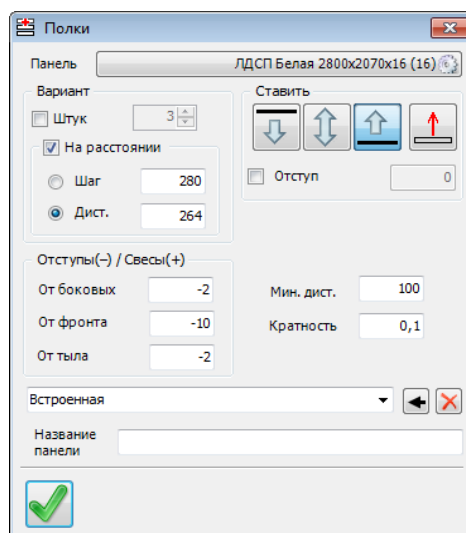 Полки
Панель ЛДСП Белая 2800x2070x16 (16)
Вариант
Штук 3
На расстоянии
Шаг 280
Дист. 264
Ставить
Отступ 0
Отступы(–) / Свесы(+)
От боковых -2
От фронта -10
От тыла -2
Мин. дист. 100
Кратность 0,1
Встроенная
Название
панели